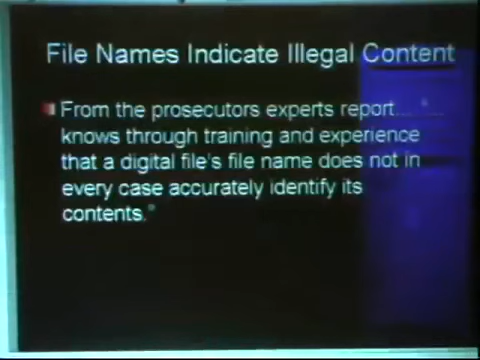 File Names Indicate Illegal Content
From the prosecutors experts report....
knows through training and experience
that a digital file's file name does not in
every case accurately identify its
contents."